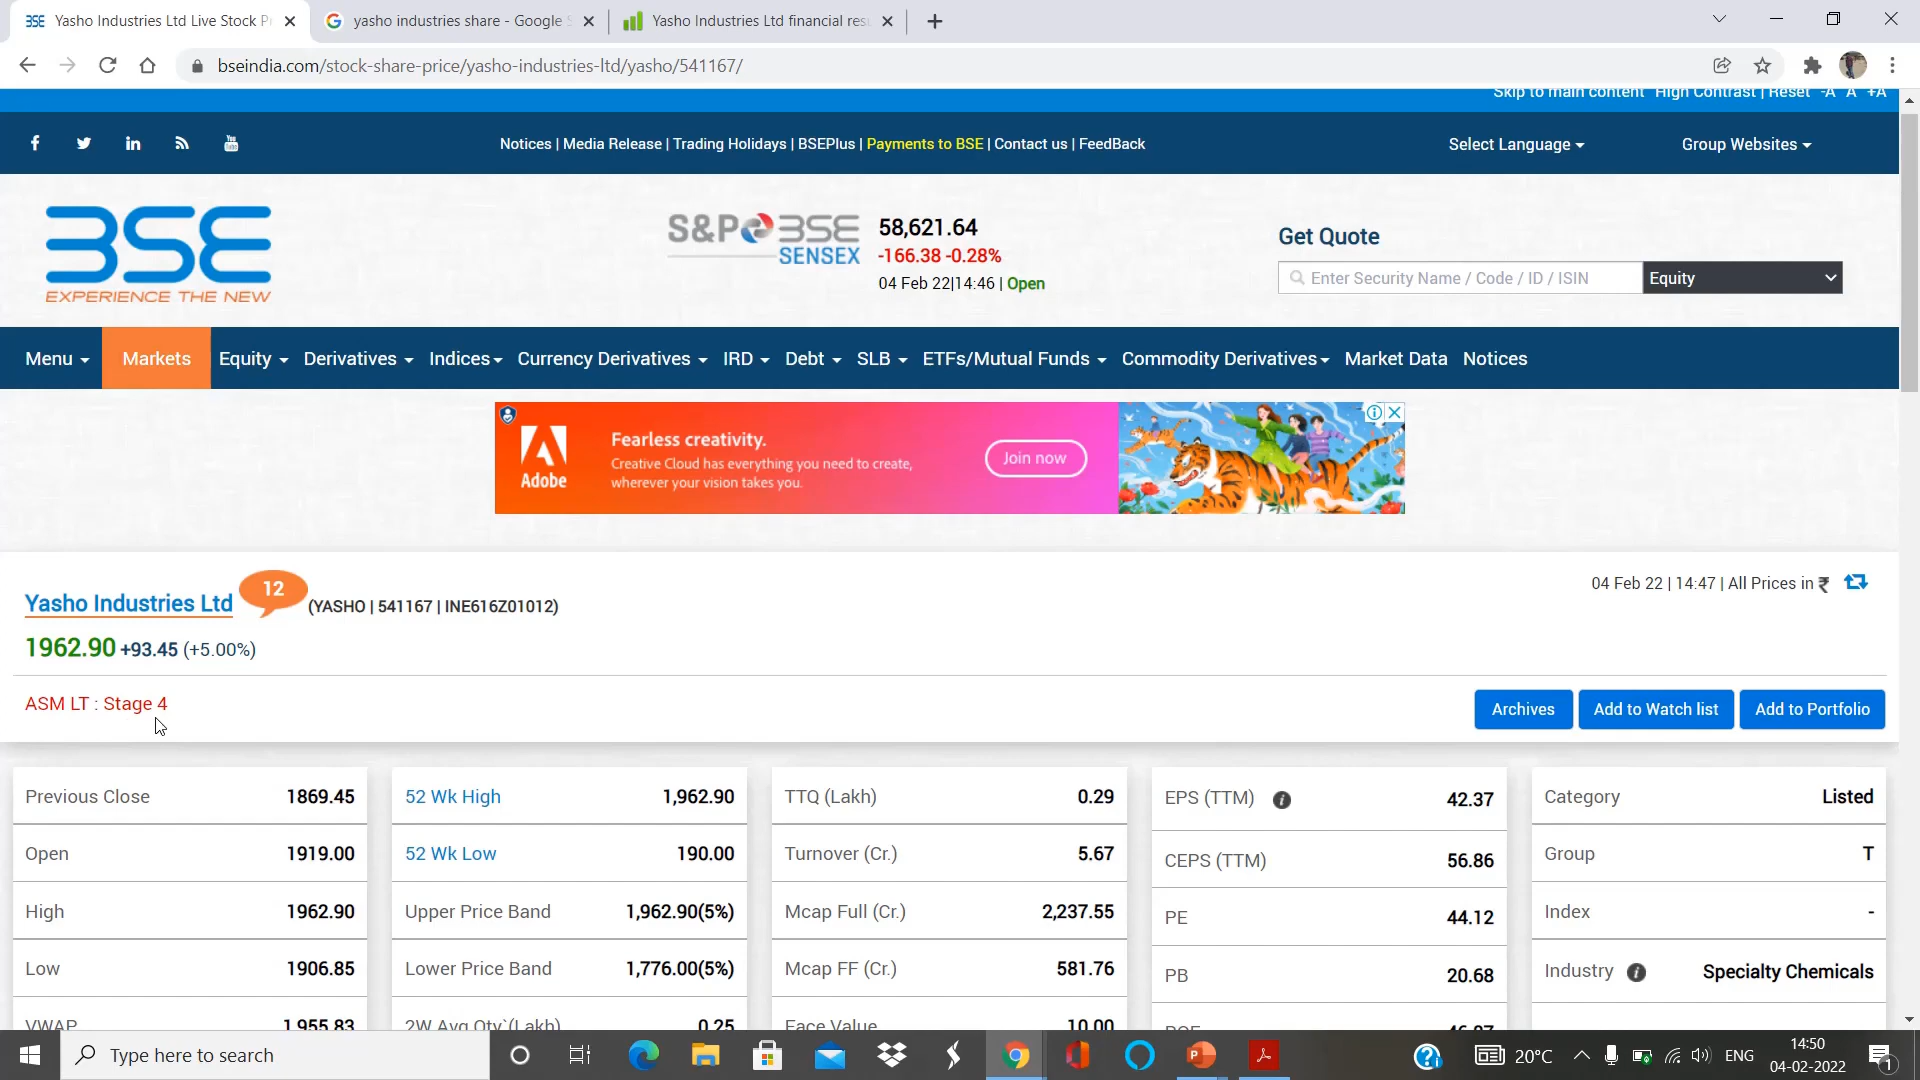 Yasho Industries Ltd Live Stock P
yasho industries share - Google S
Yasho Industries Ltd financial res
bseindia.com/stock-share-price/yasho-industries-ltd/yasho/541167/
Skip to main content High Contrast | Reset -A A +A
Notices | Media Release | Trading Holidays | BSEPlus | Payments to BSE | Contact us | FeedBack
Select Language
Group Websites
BSE
EXPERIENCE THE NEW
S&P BSE
SENSEX
58,621.64
-166.38 -0.28%
04 Feb 22|14:46 | Open
Get Quote
Enter Security Name / Code / ID / ISIN
Equity
Menu Markets Equity Derivatives Indices Currency Derivatives IRD Debt SLB ETFs/Mutual Funds Commodity Derivatives Market Data Notices
Adobe
Fearless creativity.
Creative Cloud has everything you need to create,
wherever your vision takes you.
Join now
Yasho Industries Ltd
12
(YASHO | 541167 | INE616Z01012)
04 Feb 22 | 14:47 | All Prices in ₹
1962.90 +93.45 (+5.00%)
ASM LT : Stage 4
Archives
Add to Watch list
Add to Portfolio
Previous Close 1869.45
Open 1919.00
High 1962.90
Low 1906.85
VWAP 1,955.83
52 Wk High 1,962.90
52 Wk Low 190.00
Upper Price Band 1,962.90(5%)
Lower Price Band 1,776.00(5%)
2W Avg Qty (Lakh) 0.25
TTQ (Lakh) 0.29
Turnover (Cr.) 5.67
Mcap Full (Cr.) 2,237.55
Mcap FF (Cr.) 581.76
Face Value 10.00
EPS (TTM) 42.37
CEPS (TTM) 56.86
PE 44.12
PB 20.68
Category Listed
Group T
Index -
Industry Specialty Chemicals
Type here to search
20°C
ENG
14:50
04-02-2022
1